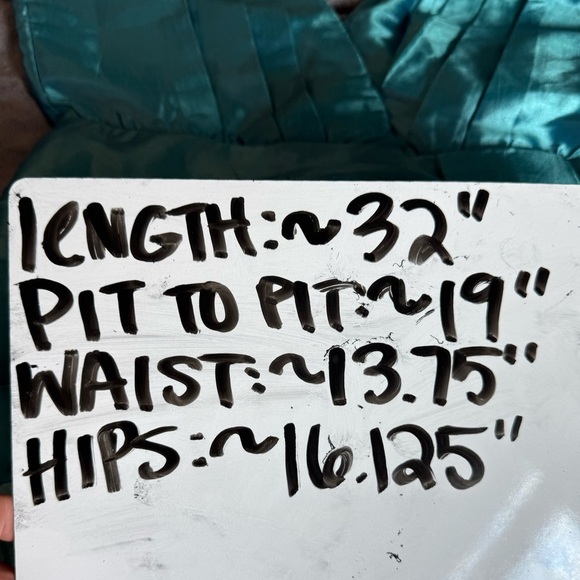 LENGTH: ~32"
PIT TO PIT: ~19"
WAIST: ~13.75"
HIPS: ~16.125"